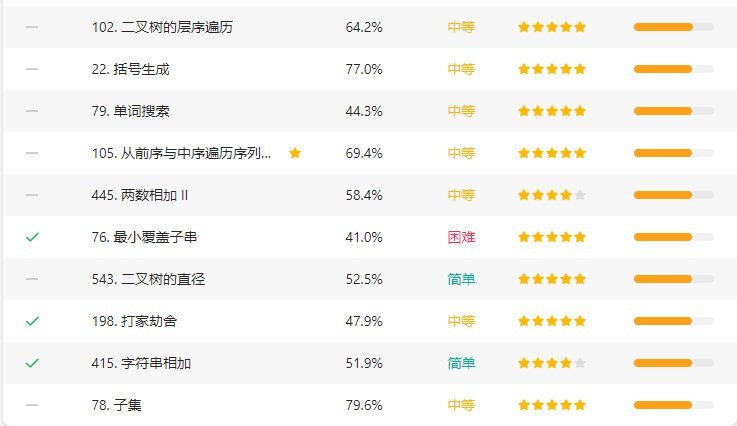 102. 二叉树的层序遍历 64.2% 中等
22. 括号生成 77.0% 中等
79. 单词搜索 44.3% 中等
105. 从前序与中序遍历序列... 69.4% 中等
445. 两数相加 II 58.4% 中等
76. 最小覆盖子串 41.0% 困难
543. 二叉树的直径 52.5% 简单
198. 打家劫舍 47.9% 中等
415. 字符串相加 51.9% 简单
78. 子集 79.6% 中等